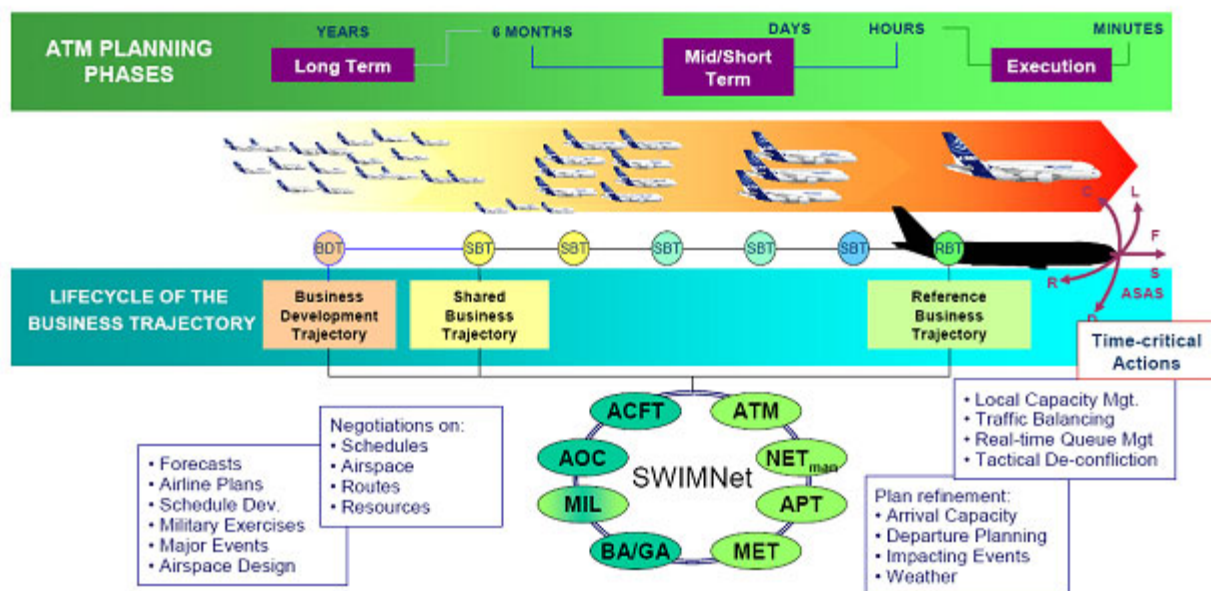 ATM PLANNING
PHASES
YEARS
Long Term
6 MONTHS
Mid/Short
Term
DAYS
HOURS
Execution
MINUTES
C
L
F
S
ASAS
R
D
BDT
SBT
SBT
SBT
SBT
SBT
RBT
LIFECYCLE OF THE
BUSINESS TRAJECTORY
Business
Development
Trajectory
Shared
Business
Trajectory
Reference
Business
Trajectory
Time-critical
Actions
• Local Capacity Mgt.
• Traffic Balancing
• Real-time Queue Mgt
• Tactical De-confliction
Negotiations on:
• Schedules
• Airspace
• Routes
• Resources
• Forecasts
• Airline Plans
• Schedule Dev.
• Military Exercises
• Major Events
• Airspace Design
ACFT
ATM
AOC
NETman
SWIMNet
MIL
APT
BA/GA
MET
Plan refinement:
• Arrival Capacity
• Departure Planning
• Impacting Events
• Weather